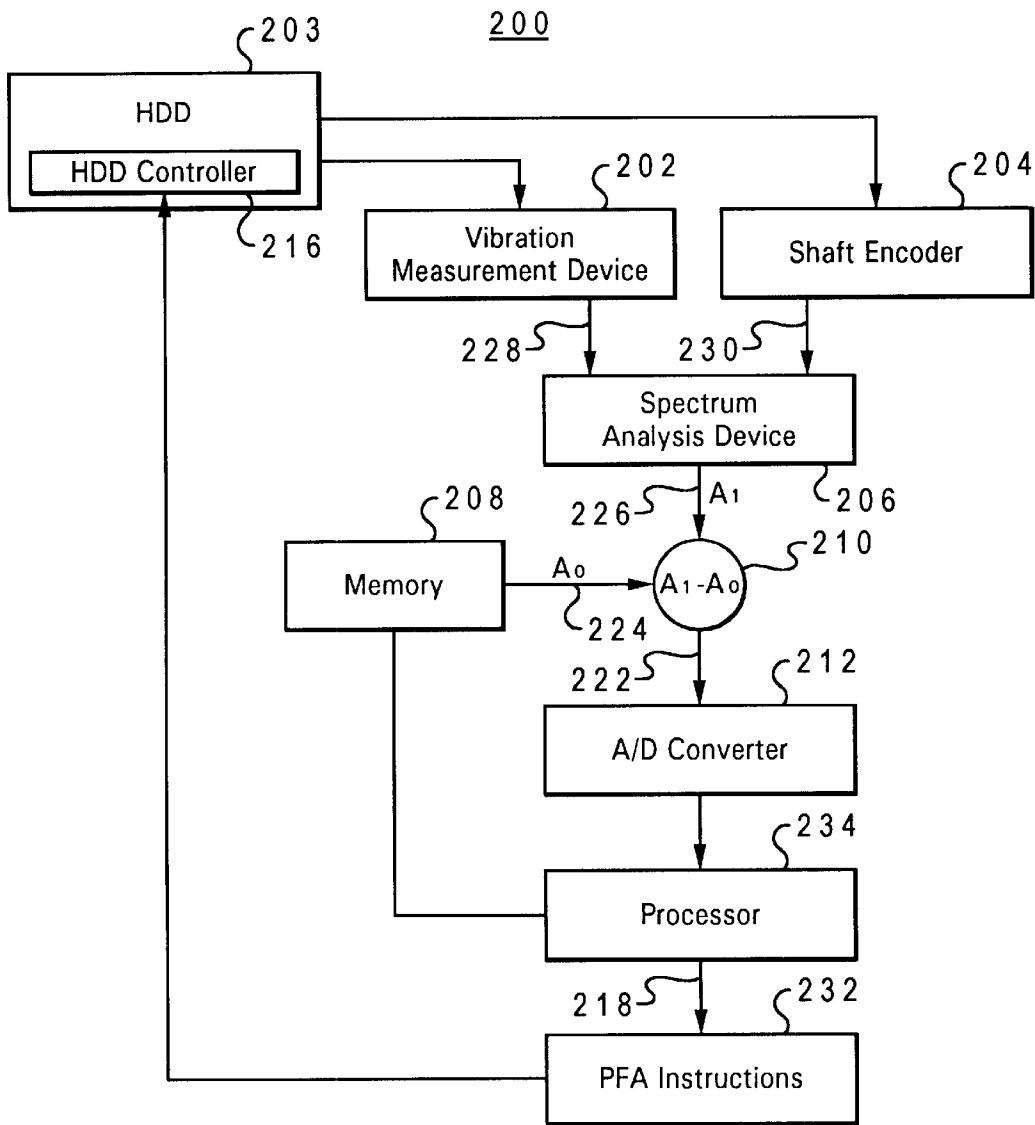 200
203
HDD
HDD Controller
216
202
Vibration
Measurement Device
204
Shaft Encoder
228
230
Spectrum
Analysis Device
206
226
A1
208
Memory
A0
224
210
A1-A0
222
212
A/D Converter
234
Processor
218
232
PFA Instructions